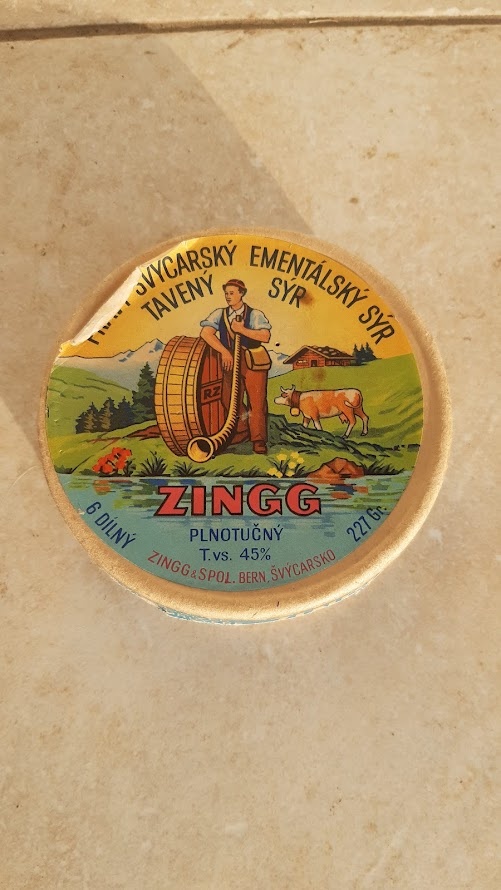 ŠVÝCARSKÝ EMENTÁLSKÝ SÝR
TAVENÝ SÝR
RZ
ZINGG
6 DÍLNÝ
PLNOTUČNÝ
T.vs. 45%
227 Gr.
ZINGG & SPOL. BERN, ŠVÝCARSKO